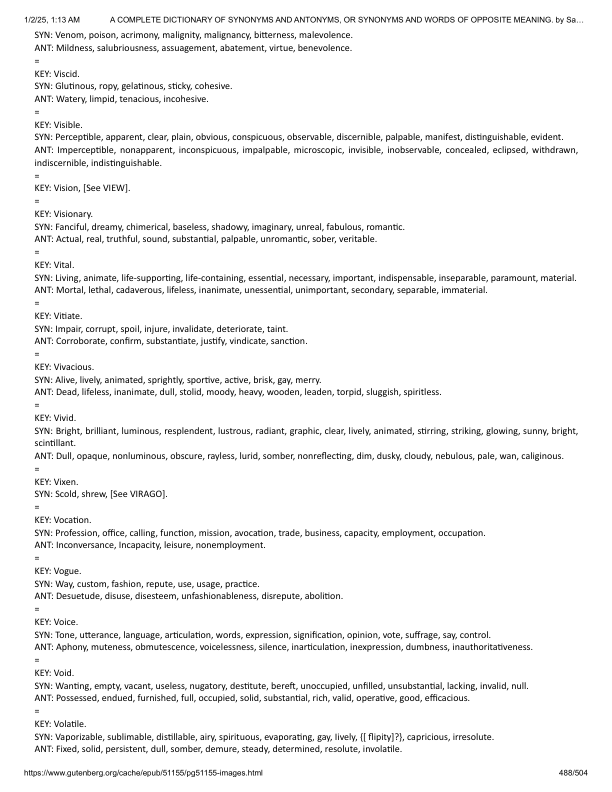 1/2/25, 1:13 AM A COMPLETE DICTIONARY OF SYNONYMS AND ANTONYMS, OR SYNONYMS AND WORDS OF OPPOSITE MEANING. by Sa…
SYN: Venom, poison, acrimony, malignity, malignancy, bitterness, malevolence.
ANT: Mildness, salubriousness, assuagement, abatement, virtue, benevolence.
=
KEY: Viscid.
SYN: Glutinous, ropy, gelatinous, sticky, cohesive.
ANT: Watery, limpid, tenacious, incohesive.
=
KEY: Visible.
SYN: Perceptible, apparent, clear, plain, obvious, conspicuous, observable, discernible, palpable, manifest, distinguishable, evident.
ANT: Imperceptible, nonapparent, inconspicuous, impalpable, microscopic, invisible, inobservable, concealed, eclipsed, withdrawn,
indiscernible, indistinguishable.
=
KEY: Vision, [See VIEW].
=
KEY: Visionary.
SYN: Fanciful, dreamy, chimerical, baseless, shadowy, imaginary, unreal, fabulous, romantic.
ANT: Actual, real, truthful, sound, substantial, palpable, unromantic, sober, veritable.
=
KEY: Vital.
SYN: Living, animate, life-supporting, life-containing, essential, necessary, important, indispensable, inseparable, paramount, material.
ANT: Mortal, lethal, cadaverous, lifeless, inanimate, unessential, unimportant, secondary, separable, immaterial.
=
KEY: Vitiate.
SYN: Impair, corrupt, spoil, injure, invalidate, deteriorate, taint.
ANT: Corroborate, confirm, substantiate, justify, vindicate, sanction.
=
KEY: Vivacious.
SYN: Alive, lively, animated, sprightly, sportive, active, brisk, gay, merry.
ANT: Dead, lifeless, inanimate, dull, stolid, moody, heavy, wooden, leaden, torpid, sluggish, spiritless.
=
KEY: Vivid.
SYN: Bright, brilliant, luminous, resplendent, lustrous, radiant, graphic, clear, lively, animated, stirring, striking, glowing, sunny, bright,
scintillant.
ANT: Dull, opaque, nonluminous, obscure, rayless, lurid, somber, nonreflecting, dim, dusky, cloudy, nebulous, pale, wan, caliginous.
=
KEY: Vixen.
SYN: Scold, shrew, [See VIRAGO].
=
KEY: Vocation.
SYN: Profession, office, calling, function, mission, avocation, trade, business, capacity, employment, occupation.
ANT: Inconversance, Incapacity, leisure, nonemployment.
=
KEY: Vogue.
SYN: Way, custom, fashion, repute, use, usage, practice.
ANT: Desuetude, disuse, disesteem, unfashionableness, disrepute, abolition.
=
KEY: Voice.
SYN: Tone, utterance, language, articulation, words, expression, signification, opinion, vote, suffrage, say, control.
ANT: Aphony, muteness, obmutescence, voicelessness, silence, inarticulation, inexpression, dumbness, inauthoritativeness.
=
KEY: Void.
SYN: Wanting, empty, vacant, useless, nugatory, destitute, bereft, unoccupied, unfilled, unsubstantial, lacking, invalid, null.
ANT: Possessed, endued, furnished, full, occupied, solid, substantial, rich, valid, operative, good, efficacious.
=
KEY: Volatile.
SYN: Vaporizable, sublimable, distillable, airy, spirituous, evaporating, gay, lively, {[ flipity]?}, capricious, irresolute.
ANT: Fixed, solid, persistent, dull, somber, demure, steady, determined, resolute, involatile.
https://www.gutenberg.org/cache/epub/51155/pg51155-images.html 488/504